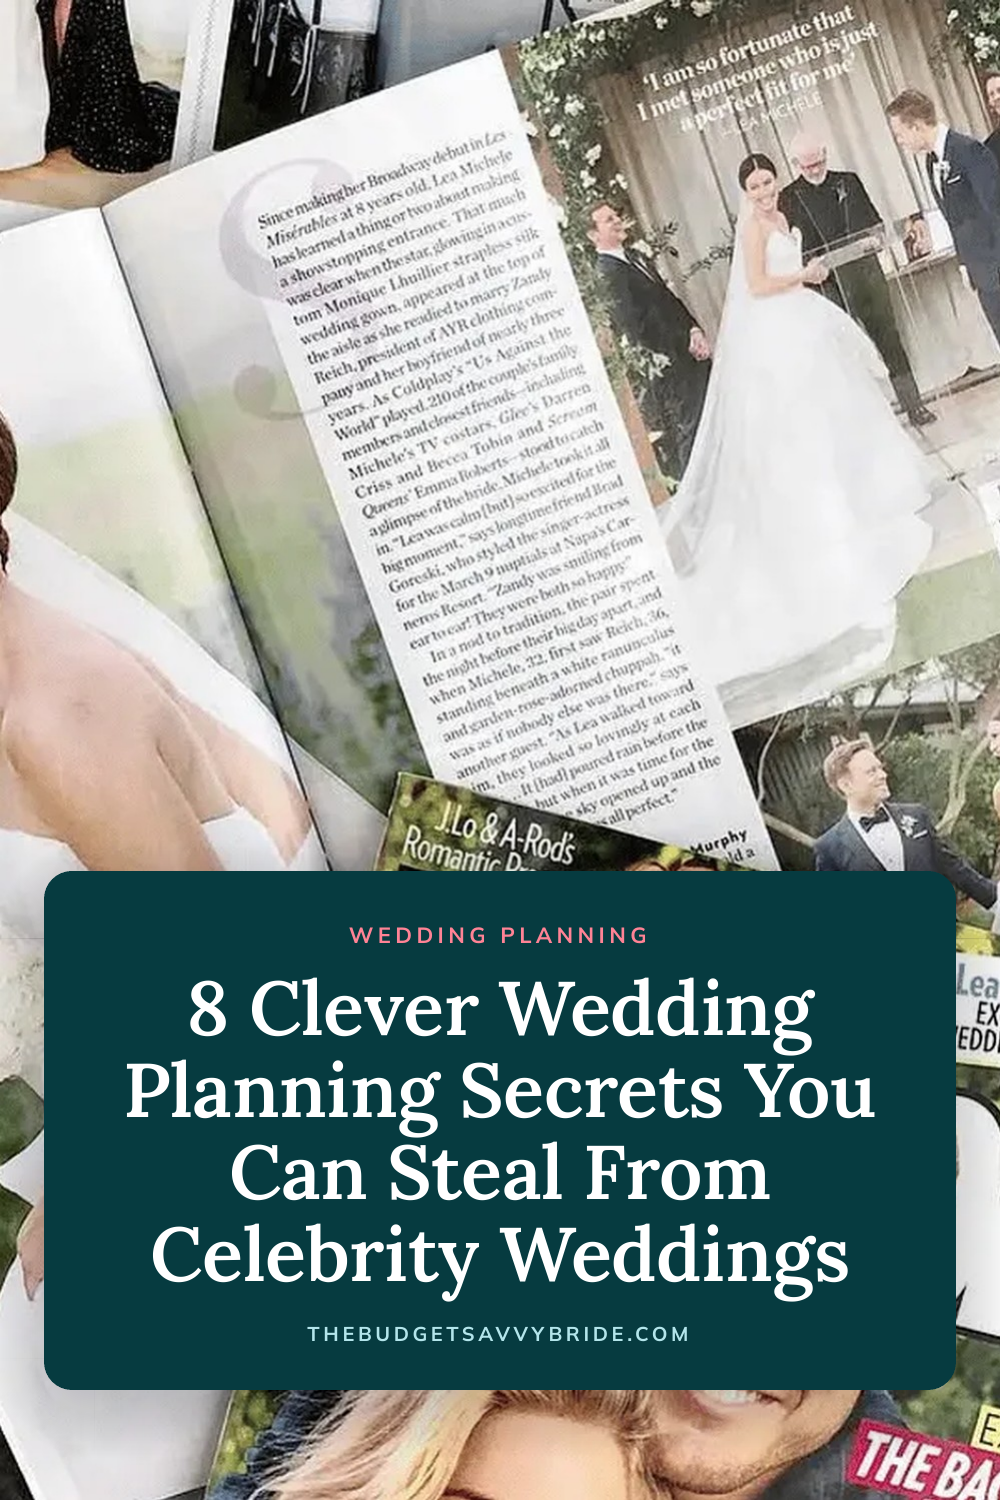 'I am so fortunate that
I met someone who is just
a perfect fit for me'
—LEA MICHELE
Since making her Broadway debut in Les
Misérables at 8 years old, Lea Michele
has learned a thing or two about making
a showstopping entrance. That much
was clear when the star, glowing in a cus-
tom Monique Lhuillier strapless silk
wedding gown, appeared at the top of
the aisle as she readied to marry Zandy
Reich, president of AYR clothing com-
pany and her boyfriend of nearly three
years. As Coldplay's "Us Against the
World" played, 210 of the couple's family
members and closest friends—including
Michele's TV costars, Glee's Darren
Criss and Becca Tobin and Scream
Queens' Emma Roberts—stood to catch
a glimpse of the bride. Michele took it all
in. "Lea was calm [but] so excited for the
big moment," says longtime friend Brad
Goreski, who styled the singer-actress
for the March 9 nuptials at Napa's Car-
neros Resort. "Zandy was smiling from
ear to ear! They were both so happy."
In a nod to tradition, the pair spent
the night before their big day apart, and
when Michele, 32, first saw Reich, 36,
standing beneath a white ranunculus
and garden-rose-adorned chuppah, "it
was as if nobody else was there," says
another guest. "As Lea walked toward
they looked so lovingly at each
It [had] poured rain before the
but when it was time for the
sky opened up and the
all perfect."
Murphy
J.Lo & A-Rod's
Romantic
Lea
EX
THE BA
WEDDING PLANNING
8 Clever Wedding
Planning Secrets You
Can Steal From
Celebrity Weddings
THEBUDGETSAVVYBRIDE.COM